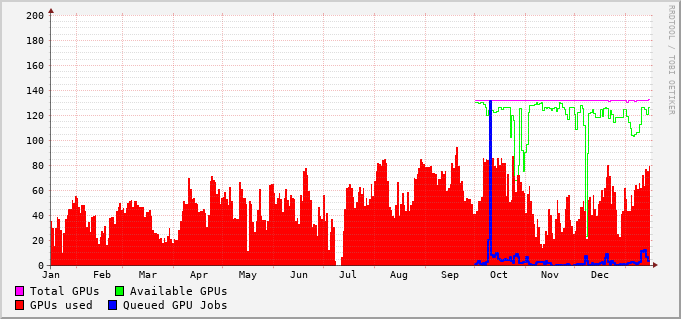 200
180
160
140
120
100
80
60
40
20
0
Jan Feb Mar Apr May Jun Jul Aug Sep Oct Nov Dec
Total GPUs Available GPUs
GPUs used Queued GPU Jobs
RRDTOOL / TOBI OETIKER